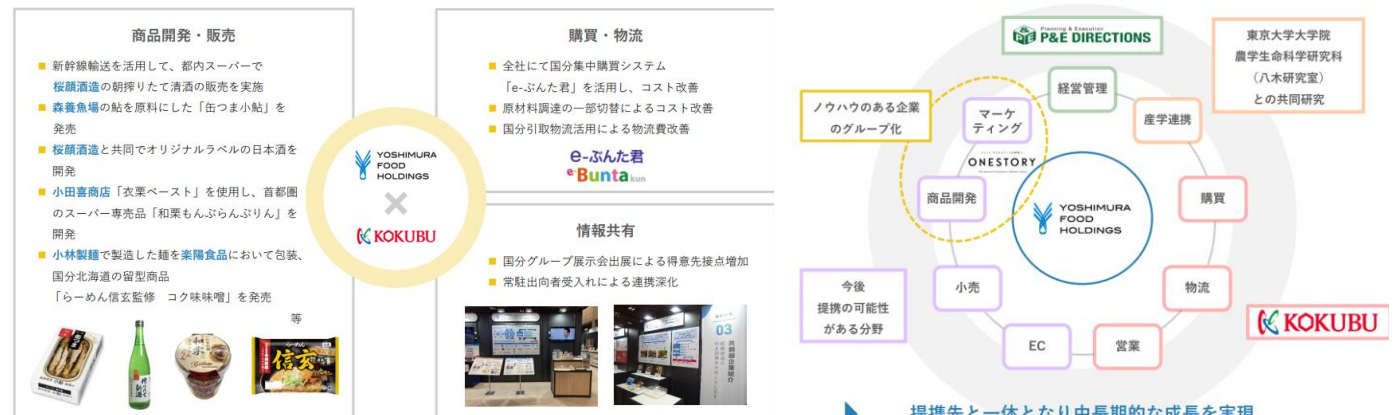 商品開発・販売
■ 新幹線輸送を活用して、都内スーパーで
桜顔酒造の朝搾りたて清酒の販売を実施
■ 森養魚場の鮎を原料にした「缶つま小鮎」を
発売
■ 桜顔酒造と共同でオリジナルラベルの日本酒を
開発
■ 小田喜商店「衣栗ペースト」を使用し、首都圏
のスーパー専売品「和栗もんぶらんぷりん」を
開発
■ 小林製麺で製造した麺を楽陽食品において包装、
国分北海道の留型商品
「らーめん信玄監修 コク味味噌」を発売
等
缶つま
信玄
YOSHIMURA
FOOD
HOLDINGS
×
KOKUBU
購買・物流
■ 全社にて国分集中購買システム
「e-ぶんた君」を活用し、コスト改善
■ 原材料調達の一部切替によるコスト改善
■ 国分引取物流活用による物流費改善
e-ぶんた君
e-Bunta kun
情報共有
■ 国分グループ展示会出展による得意先接点増加
■ 常駐出向者受入れによる連携深化
03
Planning & Execution
P&E DIRECTIONS
東京大学大学院
農学生命科学研究科
（八木研究室）
との共同研究
ノウハウのある企業
のグループ化
経営管理
マーケ
ティング
産学連携
ONESTORY
商品開発
購買
YOSHIMURA
FOOD
HOLDINGS
今後
提携の可能性
がある分野
小売
物流
KOKUBU
EC
営業
提携先と一体となり中長期的な成長を実現